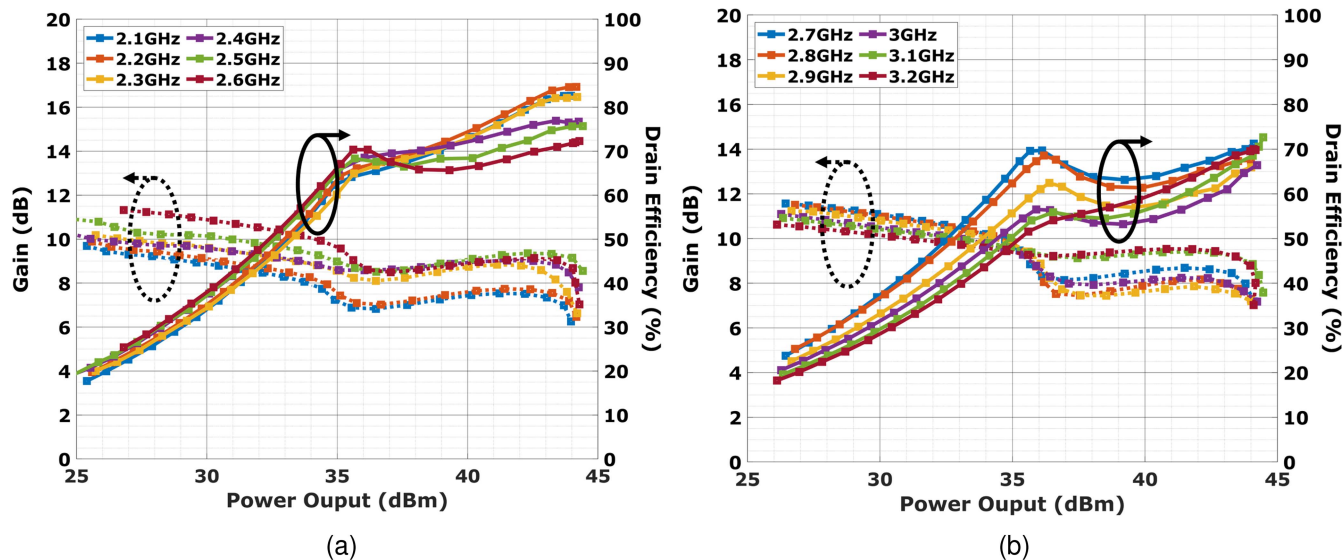 20
18
16
14
12
10
8
6
4
2
0
Gain (dB)
100
90
80
70
60
50
40
30
20
10
0
Drain Efficiency (%)
2.1GHz 2.4GHz
2.2GHz 2.5GHz
2.3GHz 2.6GHz
25 30 35 40 45
Power Ouput (dBm)
(a)
20
18
16
14
12
10
8
6
4
2
0
Gain (dB)
100
90
80
70
60
50
40
30
20
10
0
Drain Efficiency (%)
2.7GHz 3GHz
2.8GHz 3.1GHz
2.9GHz 3.2GHz
25 30 35 40 45
Power Ouput (dBm)
(b)